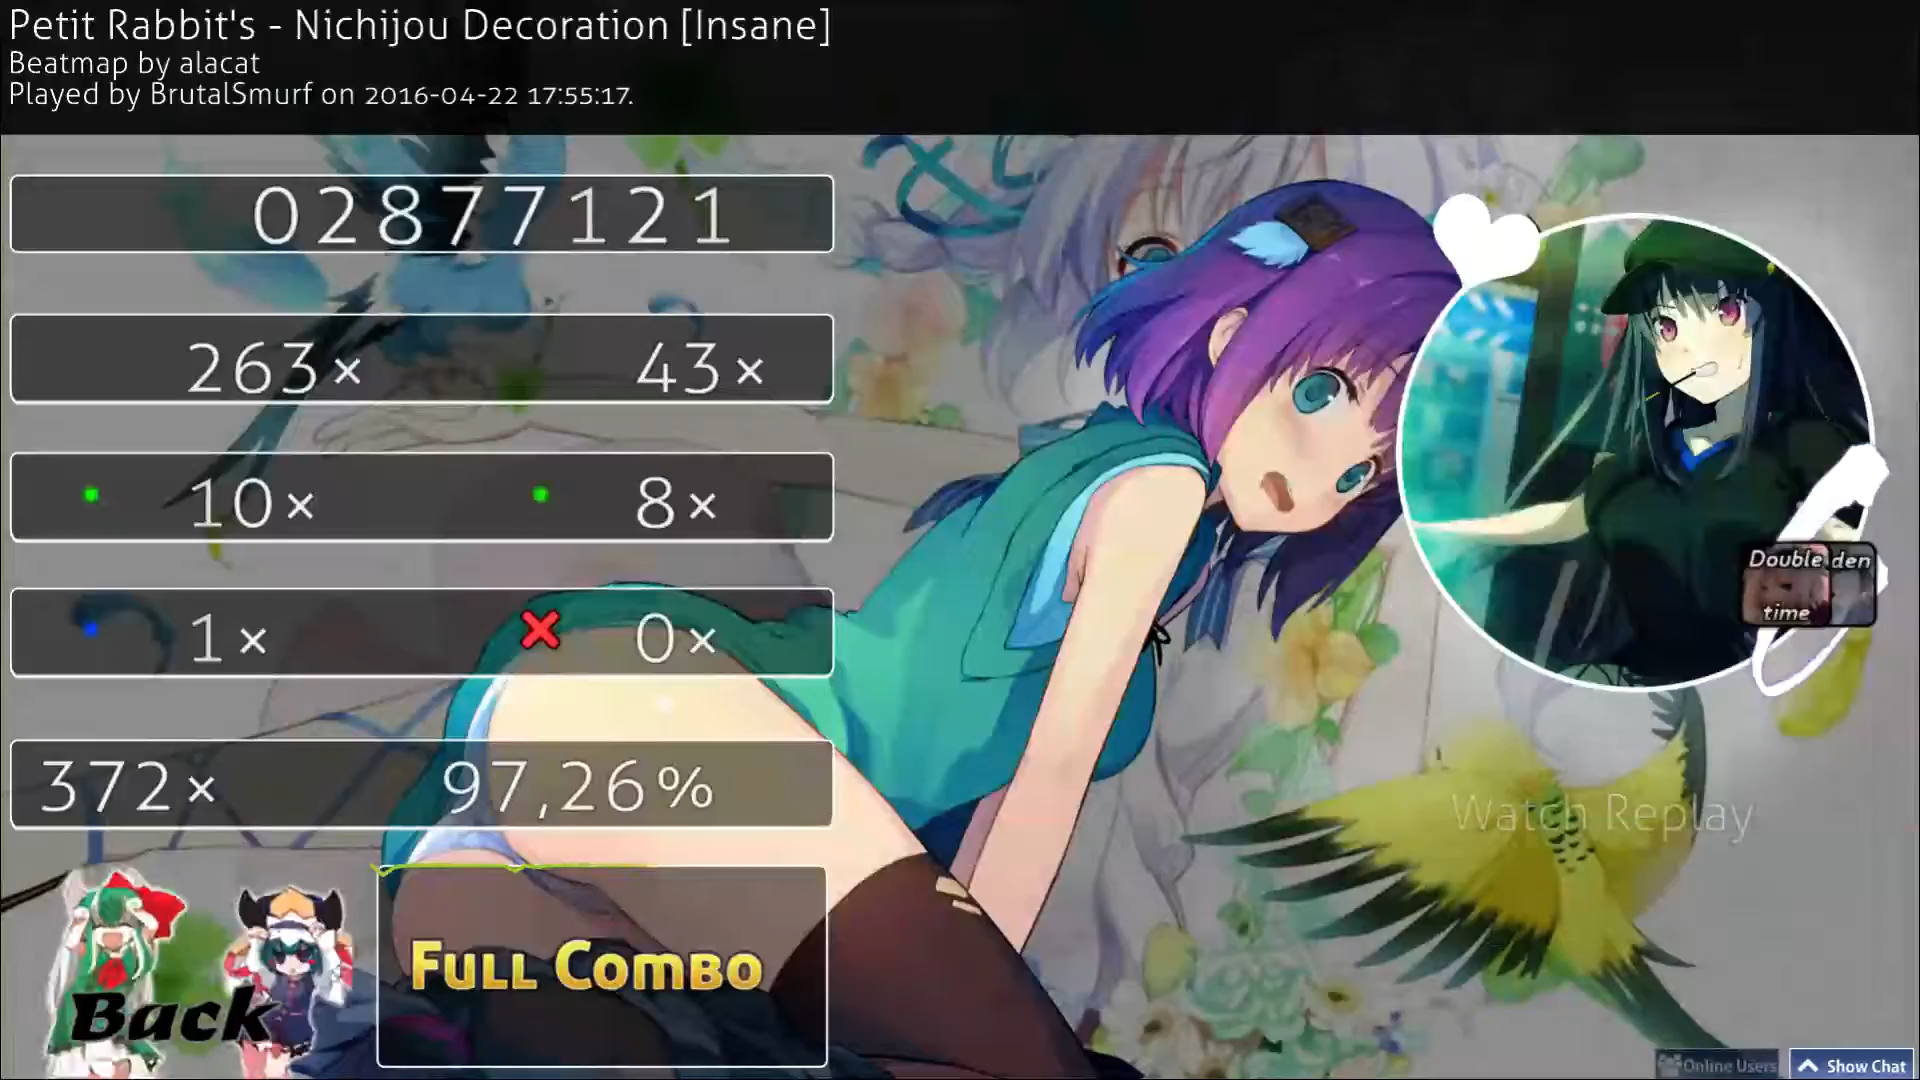 Petit Rabbit's - Nichijou Decoration [Insane]
Beatmap by alacat
Played by BrutalSmurf on 2016-04-22 17:55:17.
02877121
263× 43×
10× 8×
1× 0×
372× 97,26%
Double den
time
Watch Replay
Full Combo
Back
Online Users Show Chat